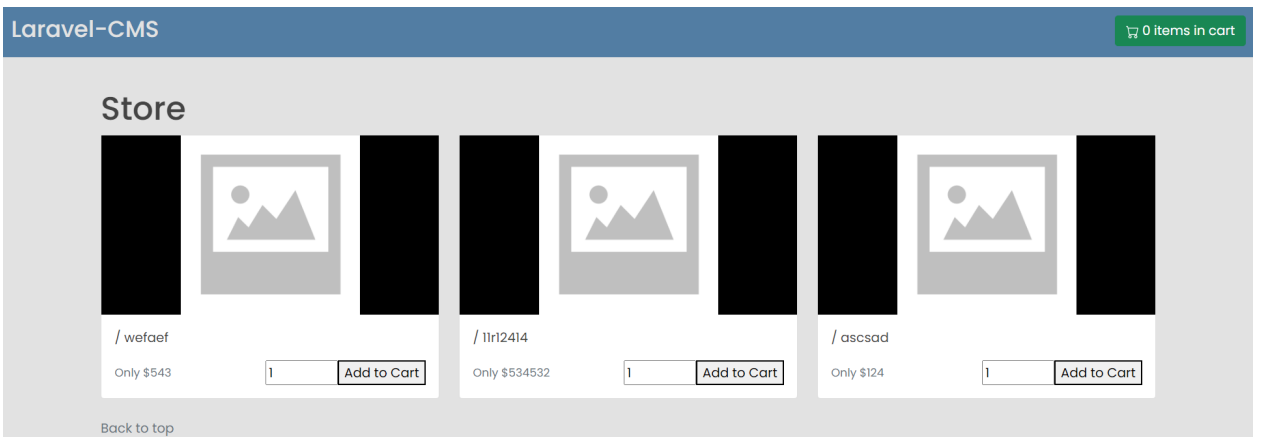 Laravel-CMS
0 items in cart
Store
/ wefaef
Only $543
1
Add to Cart
/ 11r12414
Only $534532
1
Add to Cart
/ ascsad
Only $124
1
Add to Cart
Back to top